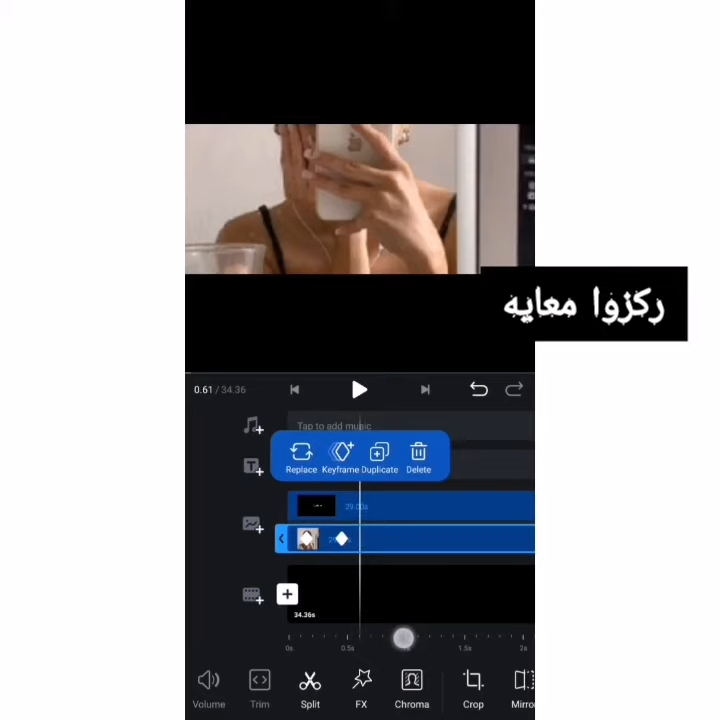 ركزوا معايه
0.61 / 34.36
Tap to add music
Replace Keyframe Duplicate Delete
29.00s
34.36s
0s 0.5s 1.5s 2s
Volume Trim Split FX Chroma Crop Mirro